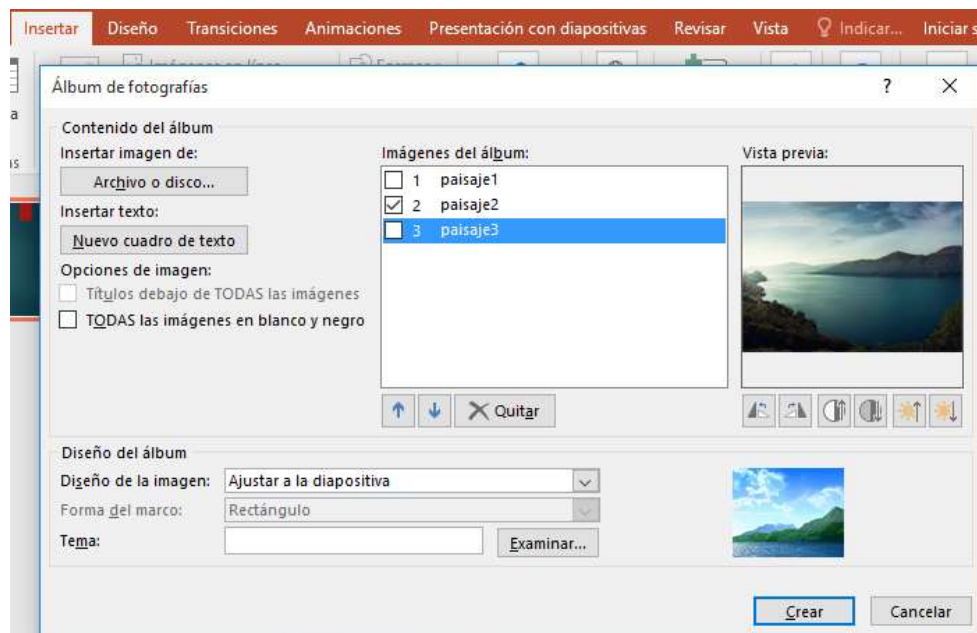 Insertar Diseño Transiciones Animaciones Presentación con diapositivas Revisar Vista Indicar... Iniciar s
Álbum de fotografías ?
Contenido del álbum
Insertar imagen de:
Archivo o disco...
Insertar texto:
Nuevo cuadro de texto
Opciones de imagen:
Títulos debajo de TODAS las imágenes
TODAS las imágenes en blanco y negro
Imágenes del álbum:
1 paisaje1
2 paisaje2
3 paisaje3
Quitar
Vista previa:
Diseño del álbum
Diseño de la imagen: Ajustar a la diapositiva
Forma del marco: Rectángulo
Tema:
Examinar...
Crear Cancelar